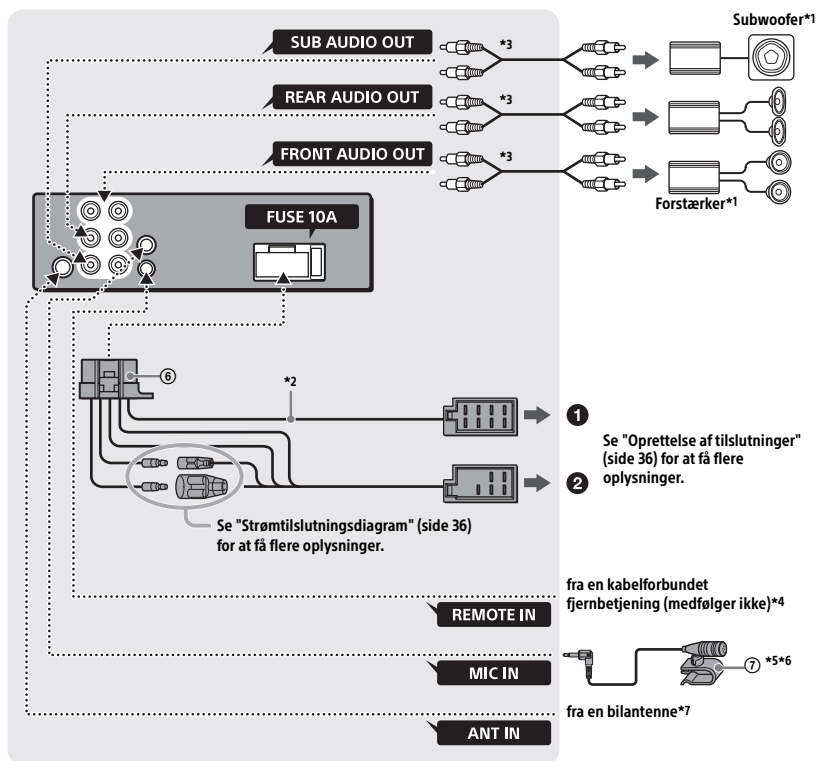 Subwoofer*1
SUB AUDIO OUT
*3
REAR AUDIO OUT
*3
FRONT AUDIO OUT
*3
Forstærker*1
FUSE 10A
⑥
*2
❶
Se "Oprettelse af tilslutninger"
(side 36) for at få flere
oplysninger.
❷
Se "Strømtilslutningsdiagram" (side 36)
for at få flere oplysninger.
fra en kabelforbundet
fjernbetjening (medfølger ikke)*4
REMOTE IN
MIC IN
⑦ *5*6
fra en bilantenne*7
ANT IN